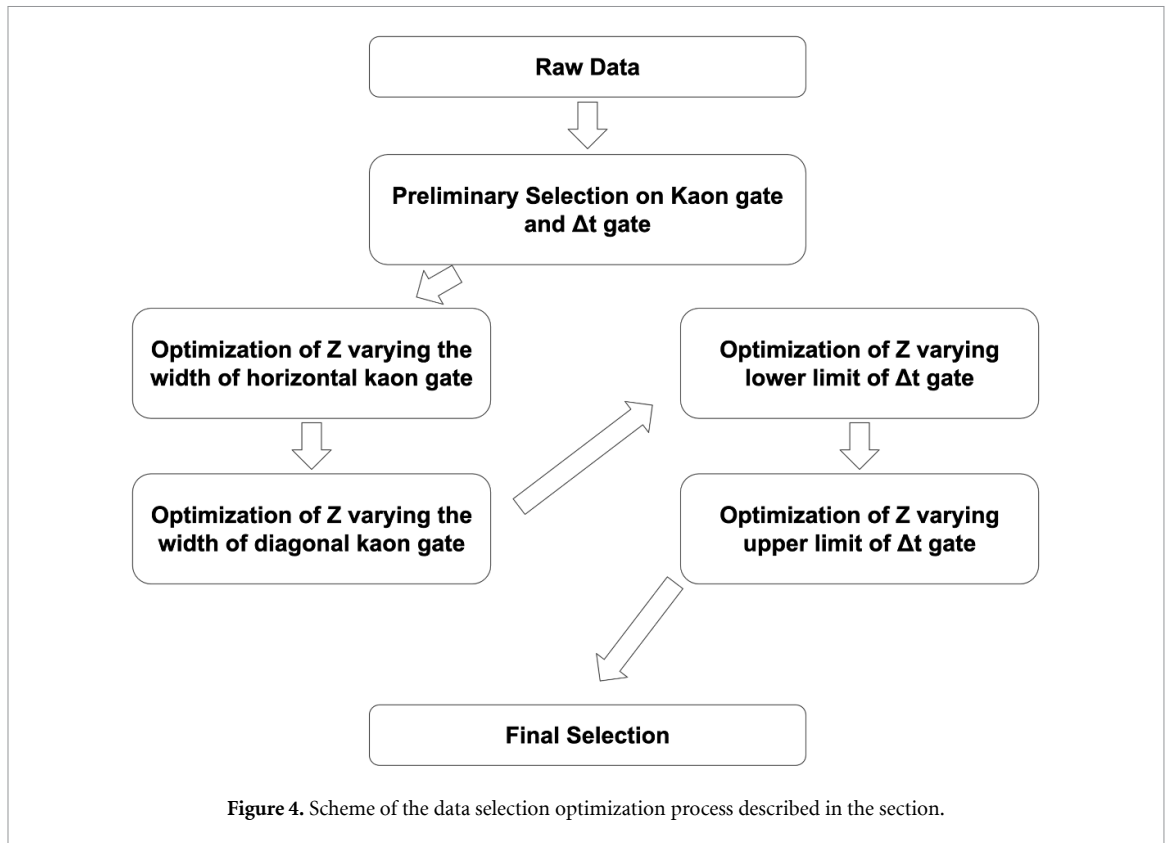 Raw Data
Preliminary Selection on Kaon gate
and Δt gate
Optimization of Z varying the
width of horizontal kaon gate
Optimization of Z varying the
width of diagonal kaon gate
Optimization of Z varying
lower limit of Δt gate
Optimization of Z varying
upper limit of Δt gate
Final Selection
Figure 4. Scheme of the data selection optimization process described in the section.